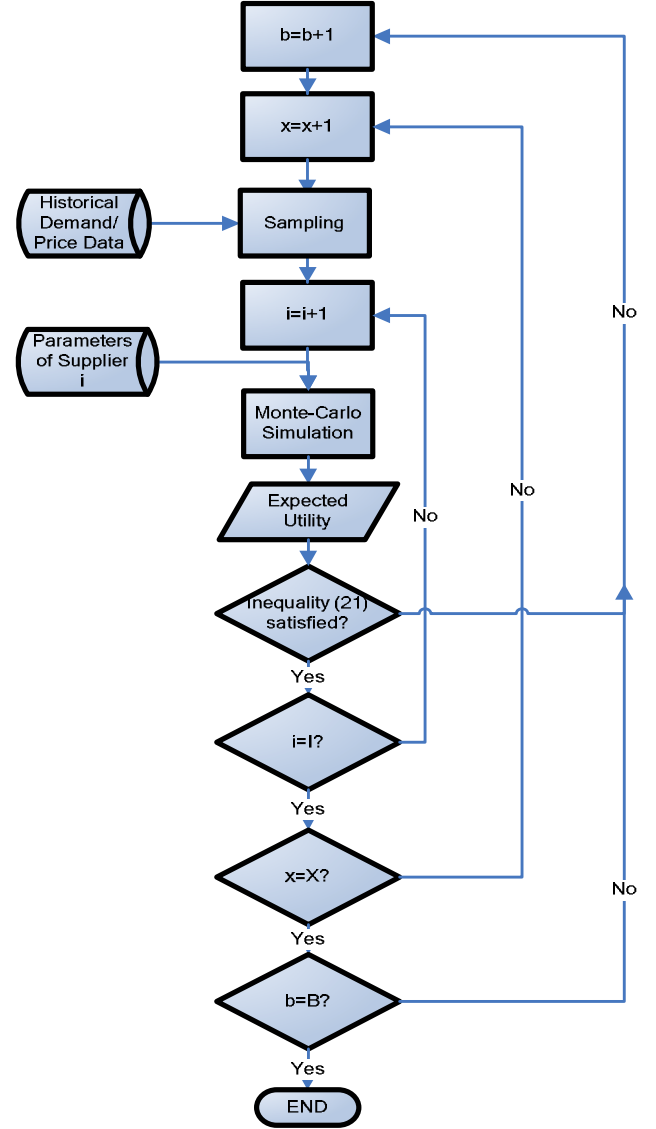 b=b+1
x=x+1
Historical
Demand/
Price Data
Sampling
i=i+1
No
Parameters
of Supplier
i
Monte-Carlo
Simulation
No
Expected
Utility
No
Inequality (21)
satisfied?
Yes
i=I?
Yes
x=X?
No
Yes
b=B?
Yes
END